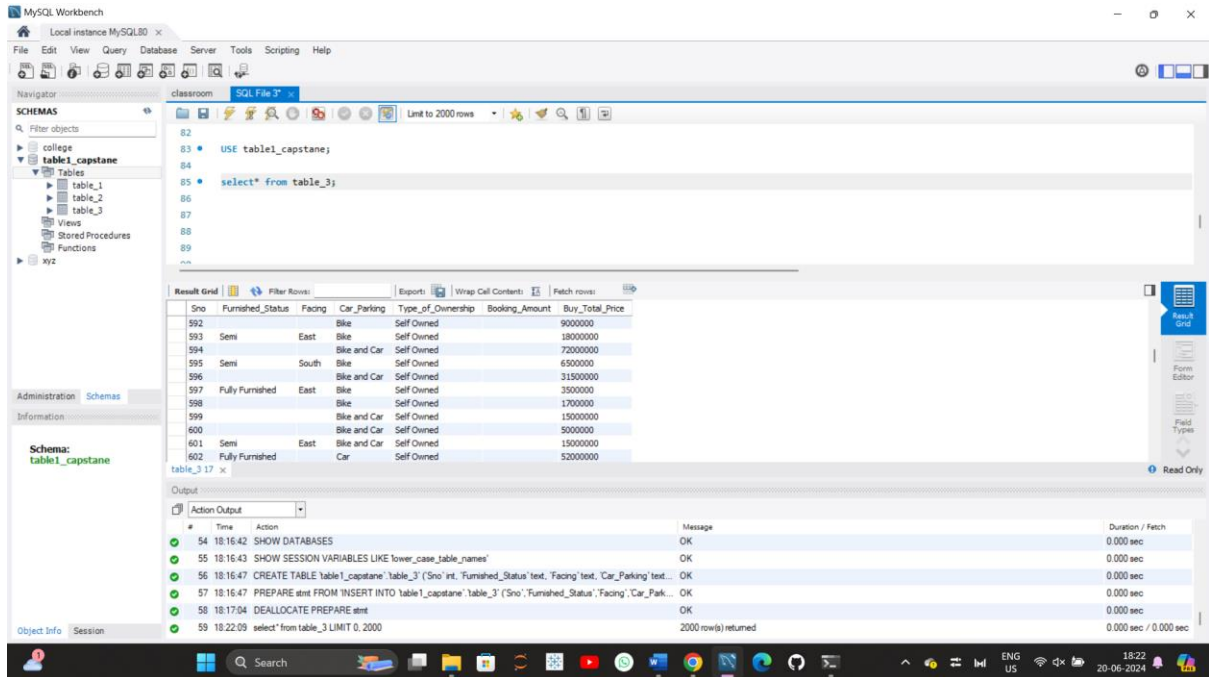 MySQL Workbench
Local instance MySQL80 ×
File Edit View Query Database Server Tools Scripting Help
Navigator
SCHEMAS
Filter objects
college
table1_capstane
Tables
table_1
table_2
table_3
Views
Stored Procedures
Functions
xyz
Administration Schemas
Information
Schema:
table1_capstane
Object Info Session
classroom SQL File 3* ×
Limit to 2000 rows
82
83 USE table1_capstane;
84
85 select* from table_3;
86
87
88
89
Result Grid Filter Rows: Export: Wrap Cell Content: Fetch rows:
Sno Furnished_Status Facing Car_Parking Type_of_Ownership Booking_Amount Buy_Total_Price
592 Bike Self Owned 9000000
593 Semi East Bike Self Owned 18000000
594 Bike and Car Self Owned 72000000
595 Semi South Bike Self Owned 6500000
596 Bike and Car Self Owned 31500000
597 Fully Furnished East Bike Self Owned 3500000
598 Bike Self Owned 1700000
599 Bike and Car Self Owned 15000000
600 Bike and Car Self Owned 5000000
601 Semi East Bike and Car Self Owned 15000000
602 Fully Furnished Car Self Owned 52000000
Result Grid
Form Editor
Field Types
table_3 17 ×
Read Only
Output
Action Output
# Time Action Message Duration / Fetch
54 18:16:42 SHOW DATABASES OK 0.000 sec
55 18:16:43 SHOW SESSION VARIABLES LIKE 'lower_case_table_names' OK 0.000 sec
56 18:16:47 CREATE TABLE `table1_capstane`.`table_3` (`Sno` int, `Furnished_Status` text, `Facing` text, `Car_Parking` text... OK 0.000 sec
57 18:16:47 PREPARE stmt FROM 'INSERT INTO `table1_capstane`.`table_3` (`Sno`,`Furnished_Status`,`Facing`,`Car_Park... OK 0.000 sec
58 18:17:04 DEALLOCATE PREPARE stmt OK 0.000 sec
59 18:22:09 select* from table_3 LIMIT 0, 2000 2000 row(s) returned 0.000 sec / 0.000 sec
Search
ENG
US
18:22
20-06-2024